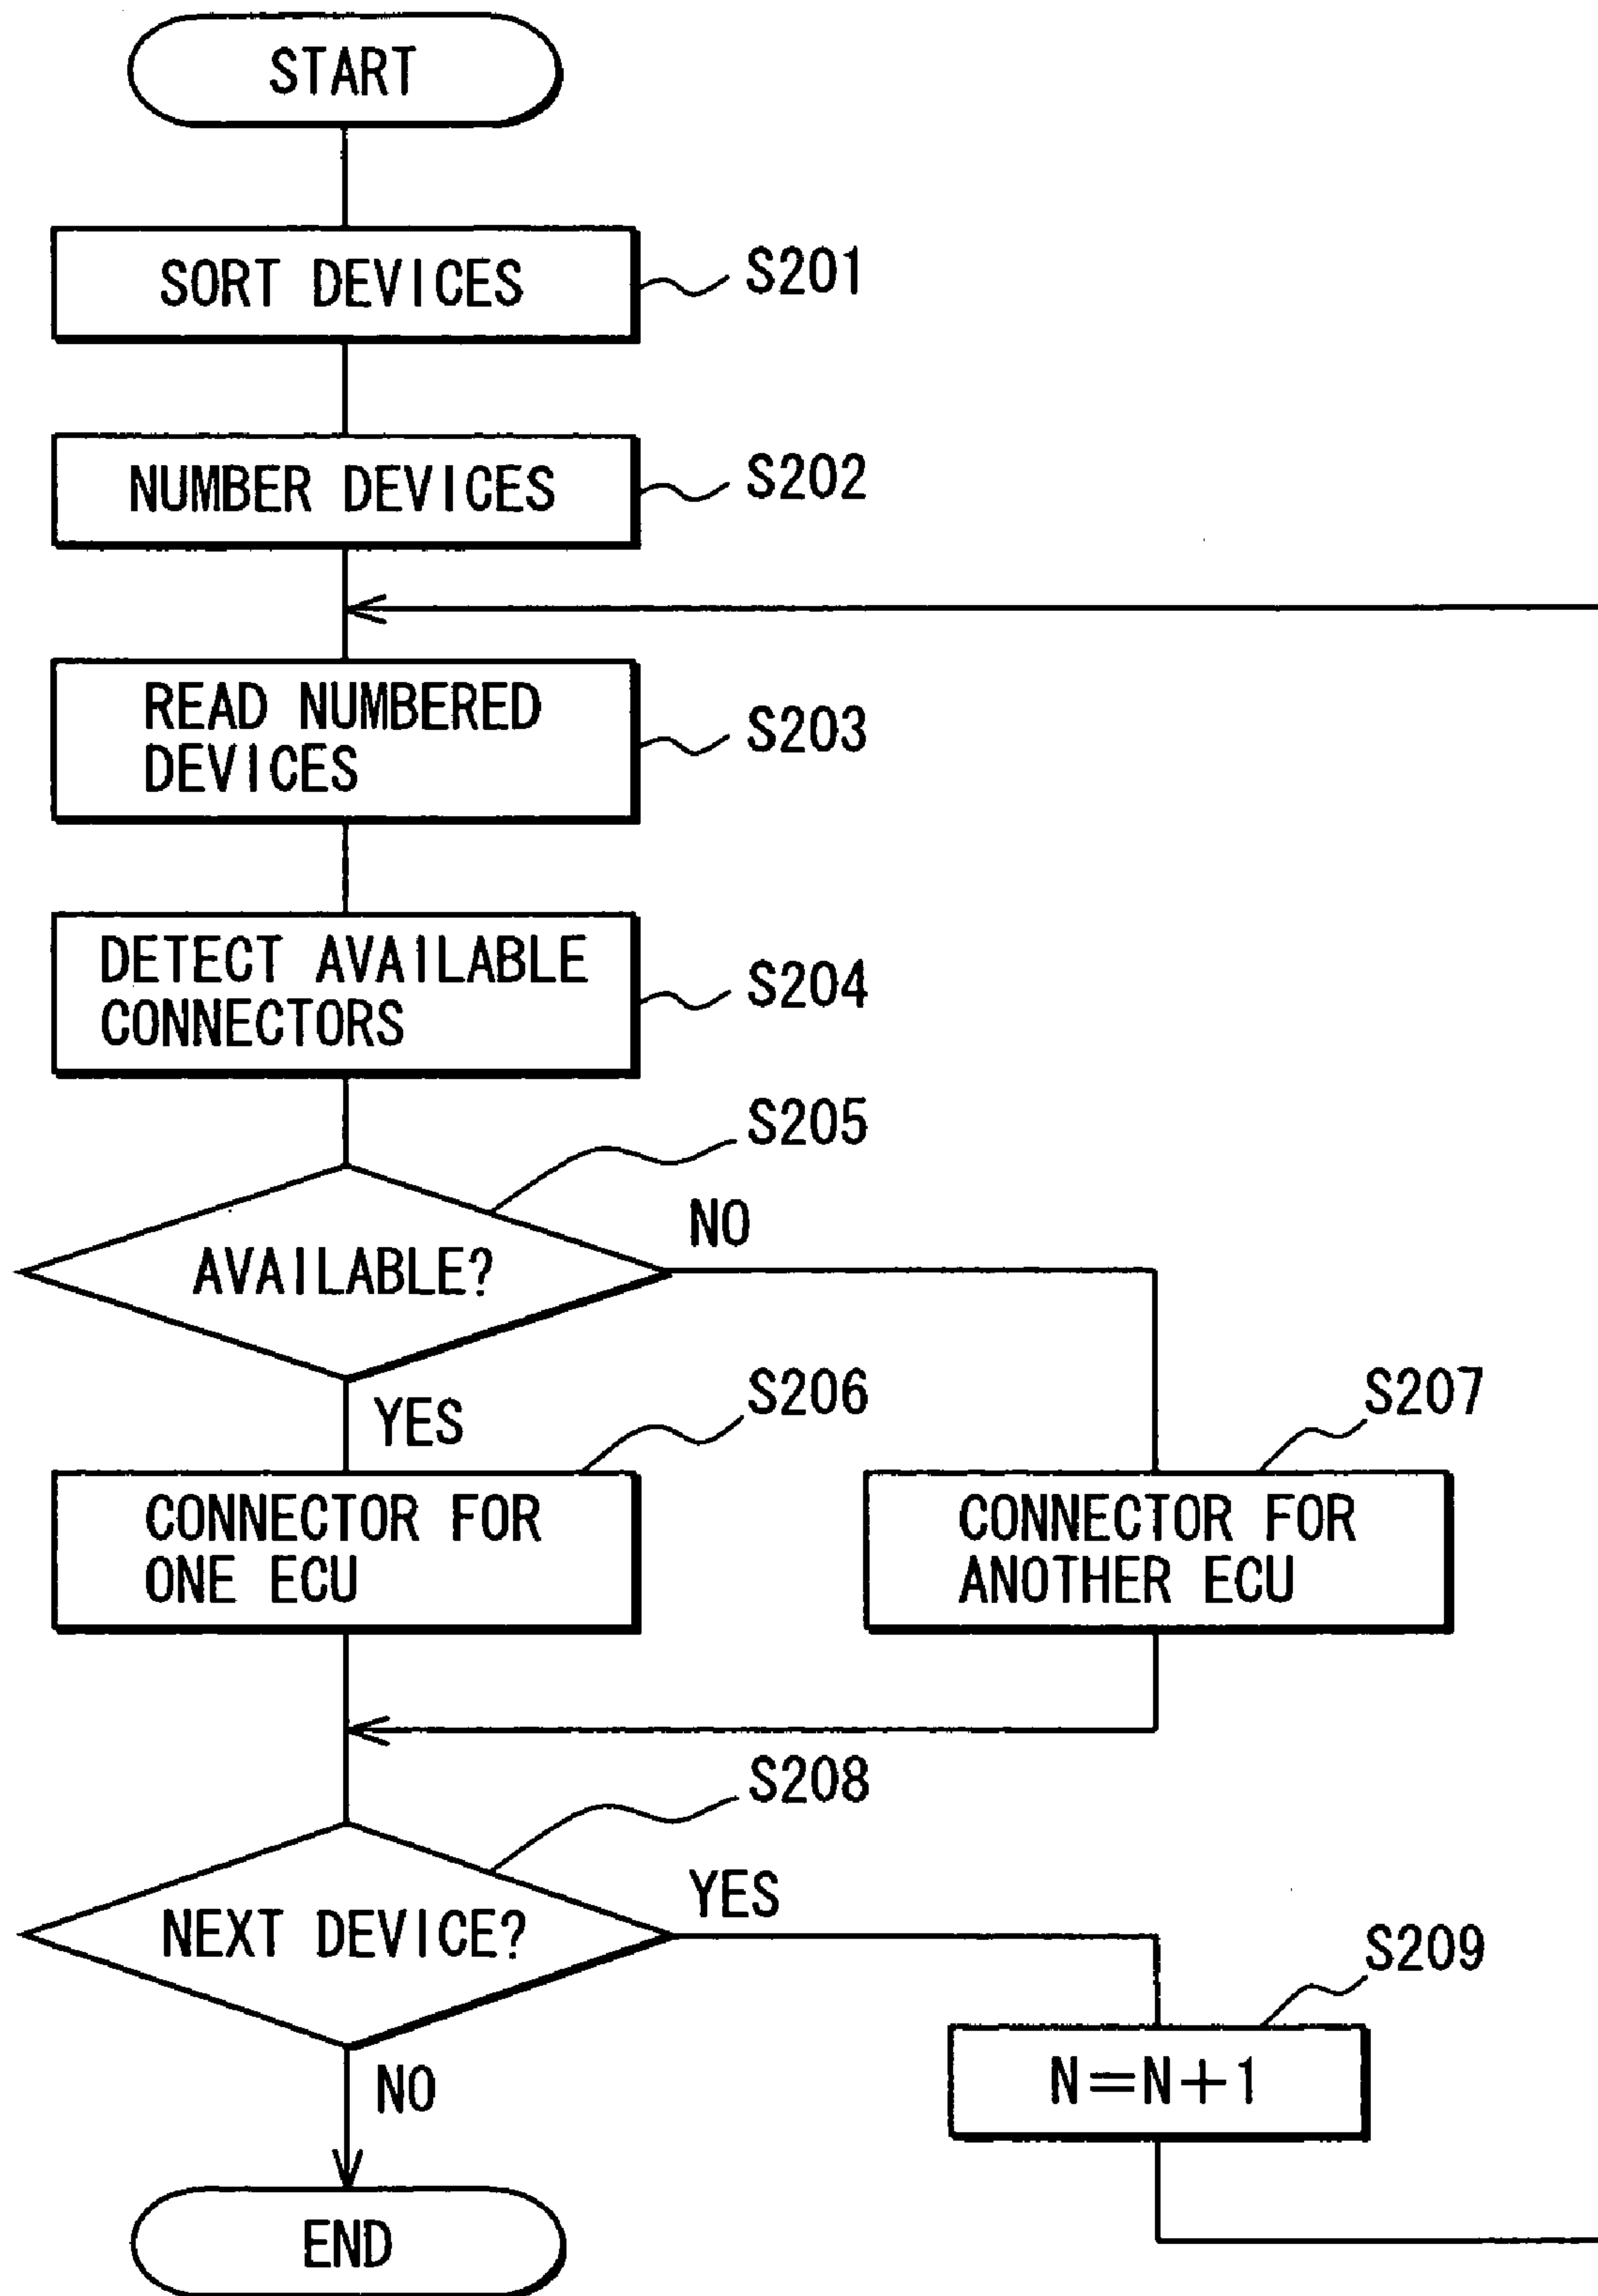 START
SORT DEVICES
S201
NUMBER DEVICES
S202
READ NUMBERED
DEVICES
S203
DETECT AVAILABLE
CONNECTORS
S204
S205
AVAILABLE?
NO
YES
S206
S207
CONNECTOR FOR
ONE ECU
CONNECTOR FOR
ANOTHER ECU
S208
NEXT DEVICE?
YES
S209
N=N+1
NO
END